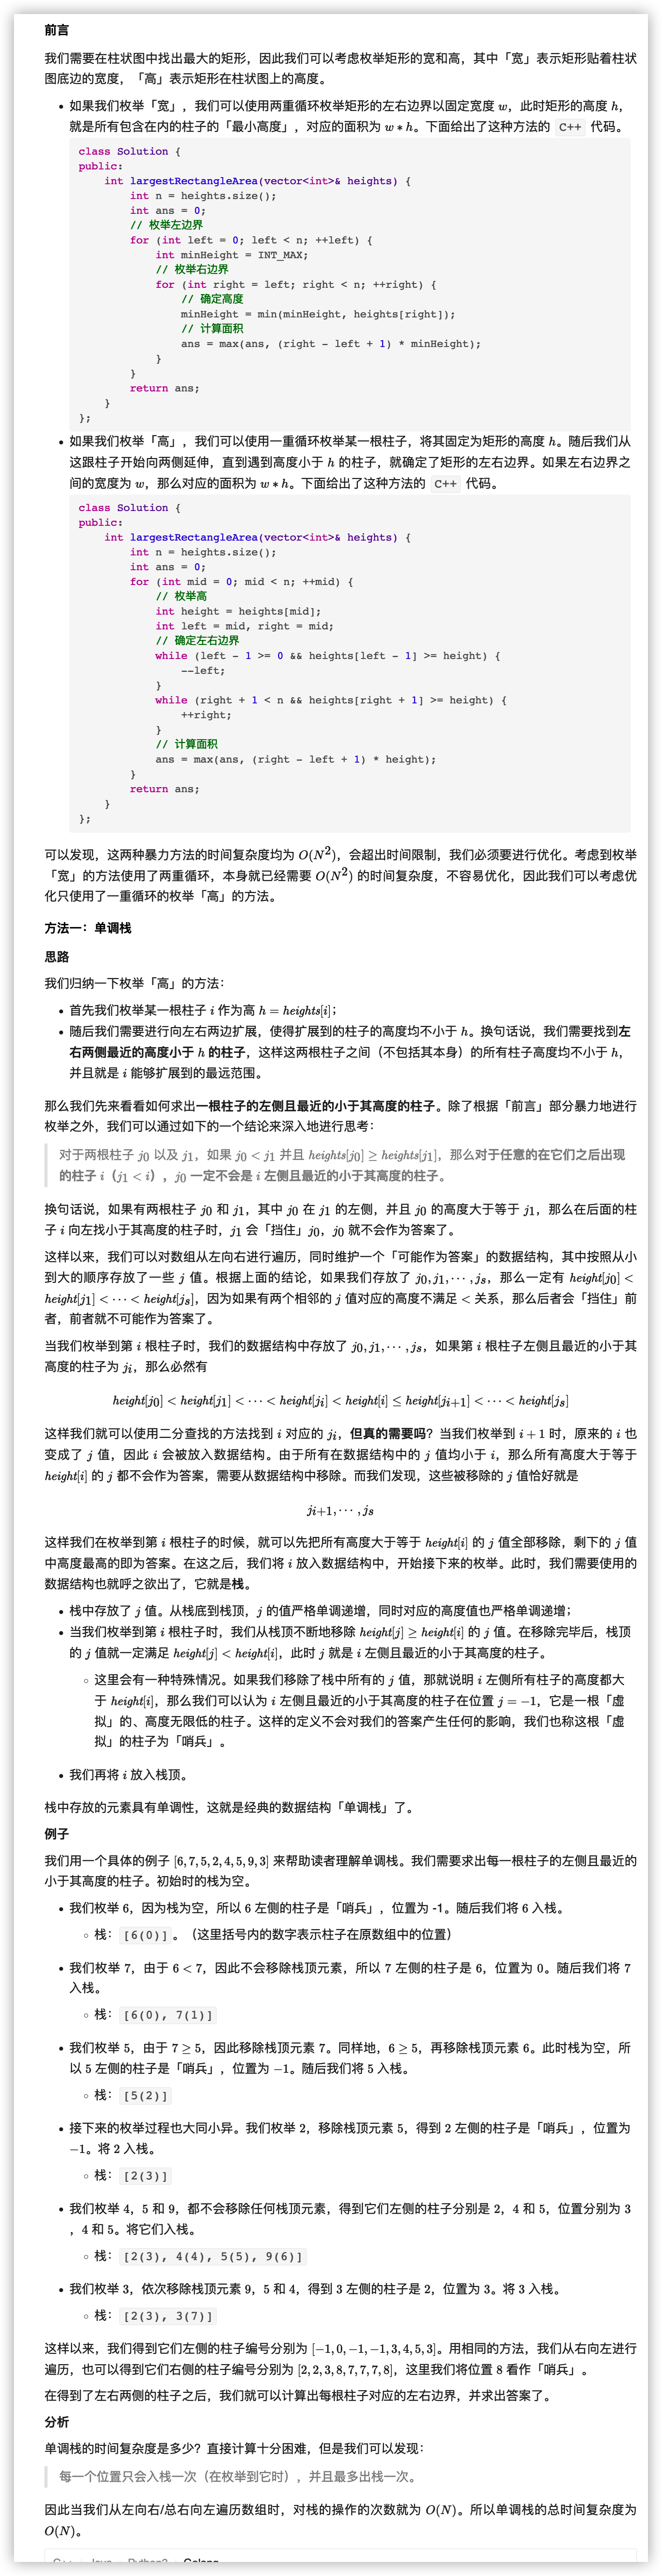 前言
我们需要在柱状图中找出最大的矩形，因此我们可以考虑枚举矩形的宽和高，其中「宽」表示矩形贴着柱状
图底边的宽度，「高」表示矩形在柱状图上的高度。
• 如果我们枚举「宽」，我们可以使用两重循环枚举矩形的左右边界以固定宽度 w，此时矩形的高度 h，
就是所有包含在内的柱子的「最小高度」，对应的面积为 w ∗ h。下面给出了这种方法的 C++ 代码。
class Solution {
public:
    int largestRectangleArea(vector<int>& heights) {
        int n = heights.size();
        int ans = 0;
        // 枚举左边界
        for (int left = 0; left < n; ++left) {
            int minHeight = INT_MAX;
            // 枚举右边界
            for (int right = left; right < n; ++right) {
                // 确定高度
                minHeight = min(minHeight, heights[right]);
                // 计算面积
                ans = max(ans, (right - left + 1) * minHeight);
            }
        }
        return ans;
    }
};
• 如果我们枚举「高」，我们可以使用一重循环枚举某一根柱子，将其固定为矩形的高度 h。随后我们从
这跟柱子开始向两侧延伸，直到遇到高度小于 h 的柱子，就确定了矩形的左右边界。如果左右边界之
间的宽度为 w，那么对应的面积为 w ∗ h。下面给出了这种方法的 C++ 代码。
class Solution {
public:
    int largestRectangleArea(vector<int>& heights) {
        int n = heights.size();
        int ans = 0;
        for (int mid = 0; mid < n; ++mid) {
            // 枚举高
            int height = heights[mid];
            int left = mid, right = mid;
            // 确定左右边界
            while (left - 1 >= 0 && heights[left - 1] >= height) {
                --left;
            }
            while (right + 1 < n && heights[right + 1] >= height) {
                ++right;
            }
            // 计算面积
            ans = max(ans, (right - left + 1) * height);
        }
        return ans;
    }
};
可以发现，这两种暴力方法的时间复杂度均为 O(N²)，会超出时间限制，我们必须要进行优化。考虑到枚举
「宽」的方法使用了两重循环，本身就已经需要 O(N²) 的时间复杂度，不容易优化，因此我们可以考虑优
化只使用了一重循环的枚举「高」的方法。
方法一：单调栈
思路
我们归纳一下枚举「高」的方法：
• 首先我们枚举某一根柱子 i 作为高 h = heights[i]；
• 随后我们需要进行向左右两边扩展，使得扩展到的柱子的高度均不小于 h。换句话说，我们需要找到左
右两侧最近的高度小于 h 的柱子，这样这两根柱子之间（不包括其本身）的所有柱子高度均不小于 h，
并且就是 i 能够扩展到的最远范围。
那么我们先来看看如何求出一根柱子的左侧且最近的小于其高度的柱子。除了根据「前言」部分暴力地进行
枚举之外，我们可以通过如下的一个结论来深入地进行思考：
对于两根柱子 j₀ 以及 j₁，如果 j₀ < j₁ 并且 heights[j₀] ≥ heights[j₁]，那么对于任意的在它们之后出现
的柱子 i（j₁ < i），j₀ 一定不会是 i 左侧且最近的小于其高度的柱子。
换句话说，如果有两根柱子 j₀ 和 j₁，其中 j₀ 在 j₁ 的左侧，并且 j₀ 的高度大于等于 j₁，那么在后面的柱
子 i 向左找小于其高度的柱子时，j₁ 会「挡住」j₀，j₀ 就不会作为答案了。
这样以来，我们可以对数组从左向右进行遍历，同时维护一个「可能作为答案」的数据结构，其中按照从小
到大的顺序存放了一些 j 值。根据上面的结论，如果我们存放了 j₀, j₁, ⋯ , jₛ，那么一定有 height[j₀] <
height[j₁] < ⋯ < height[jₛ]，因为如果有两个相邻的 j 值对应的高度不满足 < 关系，那么后者会「挡住」前
者，前者就不可能作为答案了。
当我们枚举到第 i 根柱子时，我们的数据结构中存放了 j₀, j₁, ⋯ , jₛ，如果第 i 根柱子左侧且最近的小于其
高度的柱子为 jᵢ，那么必然有
height[j₀] < height[j₁] < ⋯ < height[jᵢ] < height[i] ≤ height[jᵢ₊₁] < ⋯ < height[jₛ]
这样我们就可以使用二分查找的方法找到 i 对应的 jᵢ，但真的需要吗？当我们枚举到 i + 1 时，原来的 i 也
变成了 j 值，因此 i 会被放入数据结构。由于所有在数据结构中的 j 值均小于 i，那么所有高度大于等于
height[i] 的 j 都不会作为答案，需要从数据结构中移除。而我们发现，这些被移除的 j 值恰好就是
jᵢ₊₁, ⋯ , jₛ
这样我们在枚举到第 i 根柱子的时候，就可以先把所有高度大于等于 height[i] 的 j 值全部移除，剩下的 j 值
中高度最高的即为答案。在这之后，我们将 i 放入数据结构中，开始接下来的枚举。此时，我们需要使用的
数据结构也就呼之欲出了，它就是栈。
• 栈中存放了 j 值。从栈底到栈顶，j 的值严格单调递增，同时对应的高度值也严格单调递增；
• 当我们枚举到第 i 根柱子时，我们从栈顶不断地移除 height[j] ≥ height[i] 的 j 值。在移除完毕后，栈顶
的 j 值就一定满足 height[j] < height[i]，此时 j 就是 i 左侧且最近的小于其高度的柱子。
◦ 这里会有一种特殊情况。如果我们移除了栈中所有的 j 值，那就说明 i 左侧所有柱子的高度都大
于 height[i]，那么我们可以认为 i 左侧且最近的小于其高度的柱子在位置 j = −1，它是一根「虚
拟」的、高度无限低的柱子。这样的定义不会对我们的答案产生任何的影响，我们也称这根「虚
拟」的柱子为「哨兵」。
• 我们再将 i 放入栈顶。
栈中存放的元素具有单调性，这就是经典的数据结构「单调栈」了。
例子
我们用一个具体的例子 [6, 7, 5, 2, 4, 5, 9, 3] 来帮助读者理解单调栈。我们需要求出每一根柱子的左侧且最近的
小于其高度的柱子。初始时的栈为空。
• 我们枚举 6，因为栈为空，所以 6 左侧的柱子是「哨兵」，位置为 -1。随后我们将 6 入栈。
◦ 栈： [6(0)] 。（这里括号内的数字表示柱子在原数组中的位置）
• 我们枚举 7，由于 6 < 7，因此不会移除栈顶元素，所以 7 左侧的柱子是 6，位置为 0。随后我们将 7
入栈。
◦ 栈： [6(0), 7(1)]
• 我们枚举 5，由于 7 ≥ 5，因此移除栈顶元素 7。同样地，6 ≥ 5，再移除栈顶元素 6。此时栈为空，所
以 5 左侧的柱子是「哨兵」，位置为 −1。随后我们将 5 入栈。
◦ 栈： [5(2)]
• 接下来的枚举过程也大同小异。我们枚举 2，移除栈顶元素 5，得到 2 左侧的柱子是「哨兵」，位置为
−1。将 2 入栈。
◦ 栈： [2(3)]
• 我们枚举 4，5 和 9，都不会移除任何栈顶元素，得到它们左侧的柱子分别是 2，4 和 5，位置分别为 3
，4 和 5。将它们入栈。
◦ 栈： [2(3), 4(4), 5(5), 9(6)]
• 我们枚举 3，依次移除栈顶元素 9，5 和 4，得到 3 左侧的柱子是 2，位置为 3。将 3 入栈。
◦ 栈： [2(3), 3(7)]
这样以来，我们得到它们左侧的柱子编号分别为 [−1, 0, −1, −1, 3, 4, 5, 3]。用相同的方法，我们从右向左进行
遍历，也可以得到它们右侧的柱子编号分别为 [2, 2, 3, 8, 7, 7, 7, 8]，这里我们将位置 8 看作「哨兵」。
在得到了左右两侧的柱子之后，我们就可以计算出每根柱子对应的左右边界，并求出答案了。
分析
单调栈的时间复杂度是多少？直接计算十分困难，但是我们可以发现：
每一个位置只会入栈一次（在枚举到它时），并且最多出栈一次。
因此当我们从左向右/总右向左遍历数组时，对栈的操作的次数就为 O(N)。所以单调栈的总时间复杂度为
O(N)。